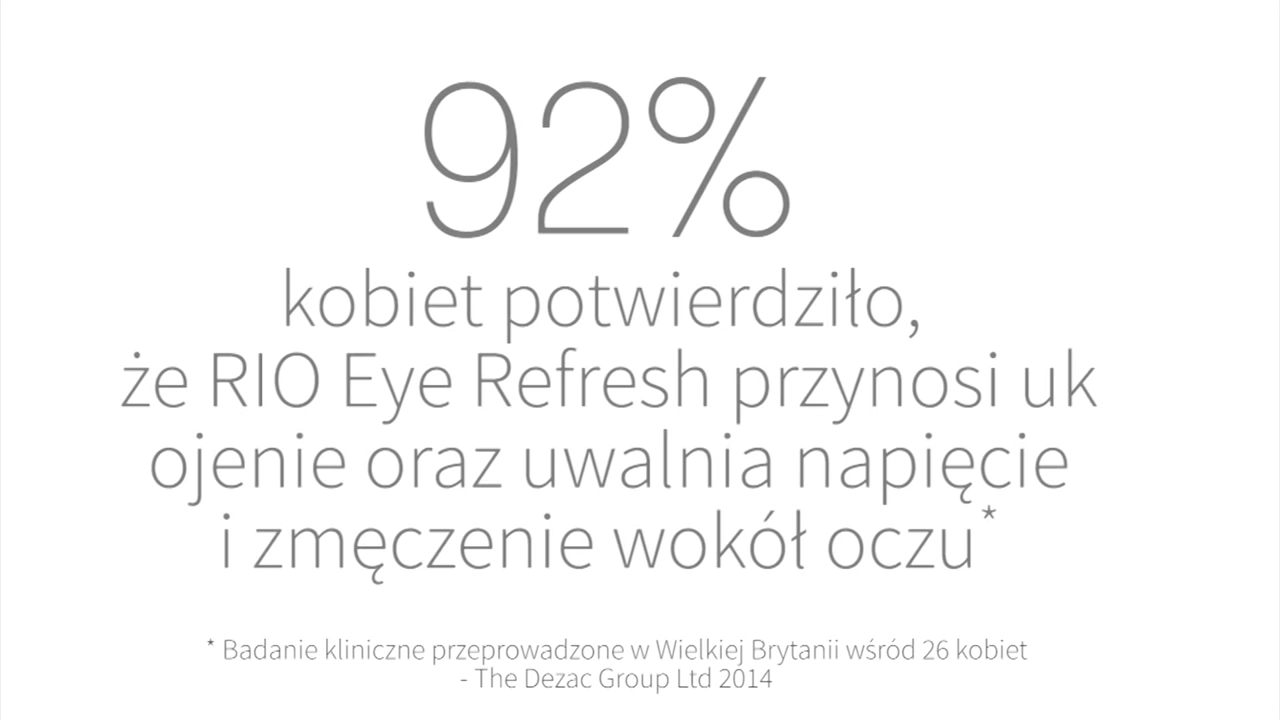 92%
kobiet potwierdziło,
że RIO Eye Refresh przynosi uk
ojenie oraz uwalnia napięcie
i zmęczenie wokół oczu*
* Badanie kliniczne przeprowadzone w Wielkiej Brytanii wśród 26 kobiet
- The Dezac Group Ltd 2014